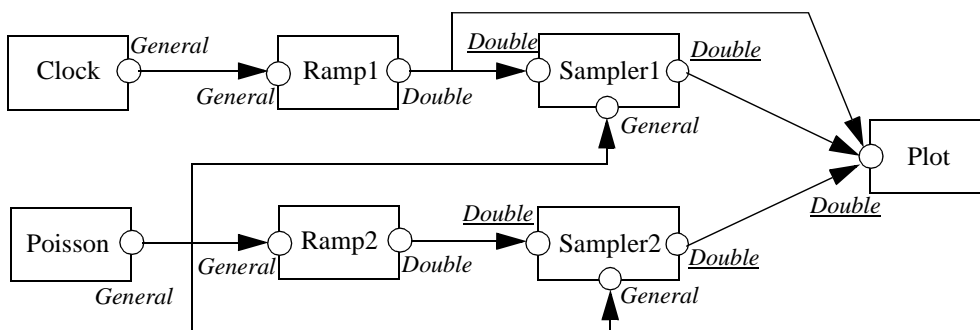 General
Clock
General
Ramp1
Double
Double
Sampler1
Double
General
Plot
Double
Poisson
General
General
Ramp2
Double
Double
Sampler2
Double
General